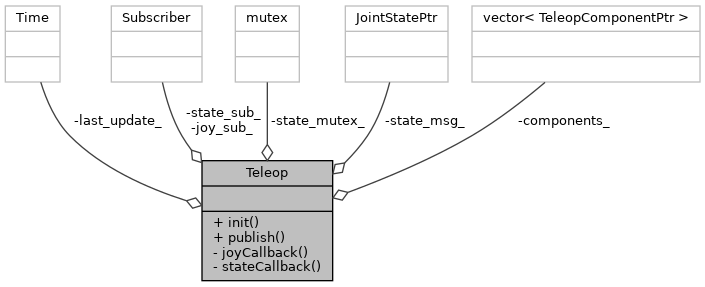 Time
Subscriber
mutex
JointStatePtr
vector< TeleopComponentPtr >
-last_update_
-state_sub_
-joy_sub_
-state_mutex_
-state_msg_
-components_
Teleop
+ init()
+ publish()
- joyCallback()
- stateCallback()